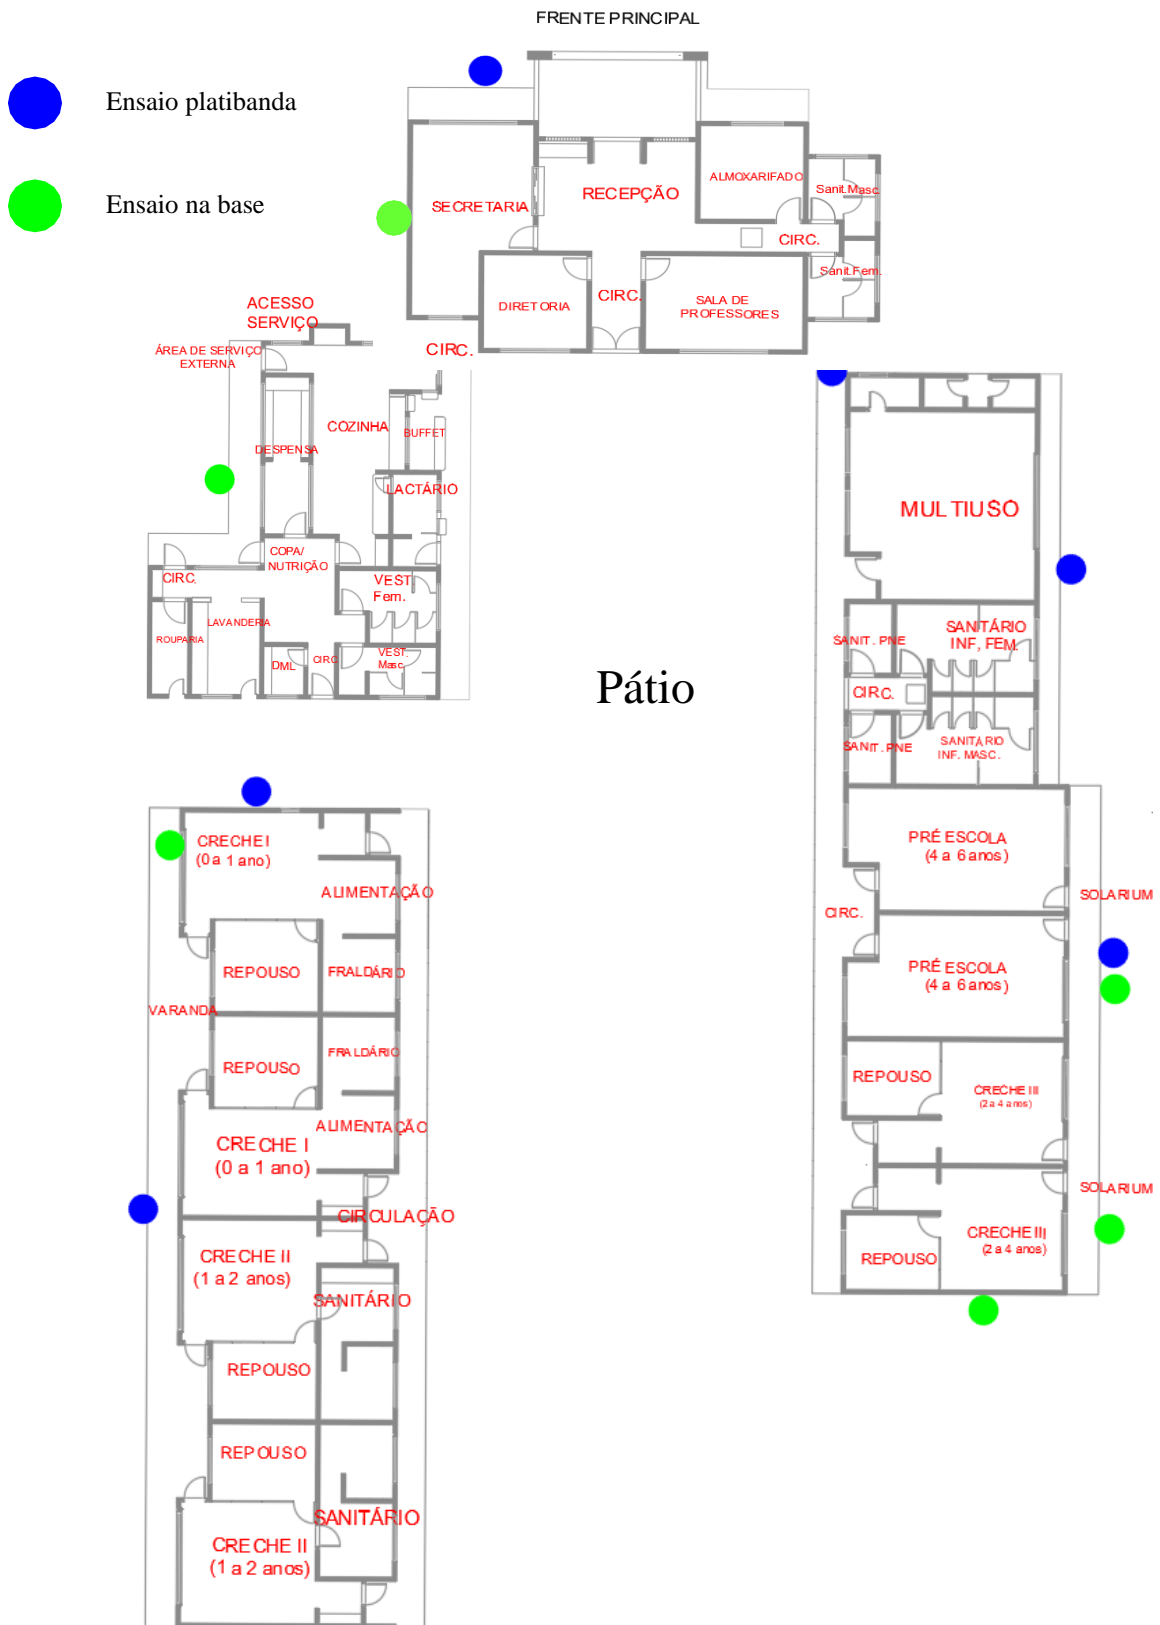 FRENTE PRINCIPAL
Ensaio platibanda
Ensaio na base
SECRETARIA
RECEPÇÃO
ALMOXARIFADO
Sanit.Masc.
CIRC.
Sanit.Fem.
DIRETORIA
CIRC.
SALA DE
PROFESSORES
ACESSO
SERVIÇO
ÁREA DE SERVIÇO
EXTERNA
CIRC.
COZINHA
BUFFET
DESPENSA
LACTÁRIO
COPA/
NUTRIÇÃO
CIRC.
VEST.
Fem.
ROUPARIA
LAVANDERIA
DML
CIRC
VEST.
Masc.
MULTIUSO
SANIT. PNE
SANITÁRIO
INF, FEM.
CIRC.
SANIT. PNE
SANITÁRIO
INF. MASC.
Pátio
CRECHE I
(0 a 1 ano)
ALIMENTAÇÃO
REPOUSO
FRALDÁRIO
VARANDA
REPOUSO
FRALDÁRIO
ALIMENTAÇÃO
CRECHE I
(0 a 1 ano)
CIRCULAÇÃO
CRECHE II
(1 a 2 anos)
SANITÁRIO
REPOUSO
REPOUSO
SANITÁRIO
CRECHE II
(1 a 2 anos)
PRÉ ESCOLA
(4 a 6 anos)
SOLARIUM
CIRC.
PRÉ ESCOLA
(4 a 6 anos)
REPOUSO
CRECHE III
(2 a 4 anos)
SOLARIUM
CRECHE III
(2 a 4 anos)
REPOUSO